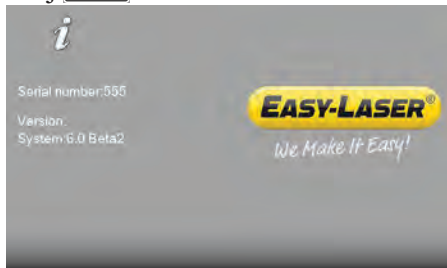 i
Serial number:555
Version:
System:6.0 Beta2
EASY-LASER®
We Make It Easy!